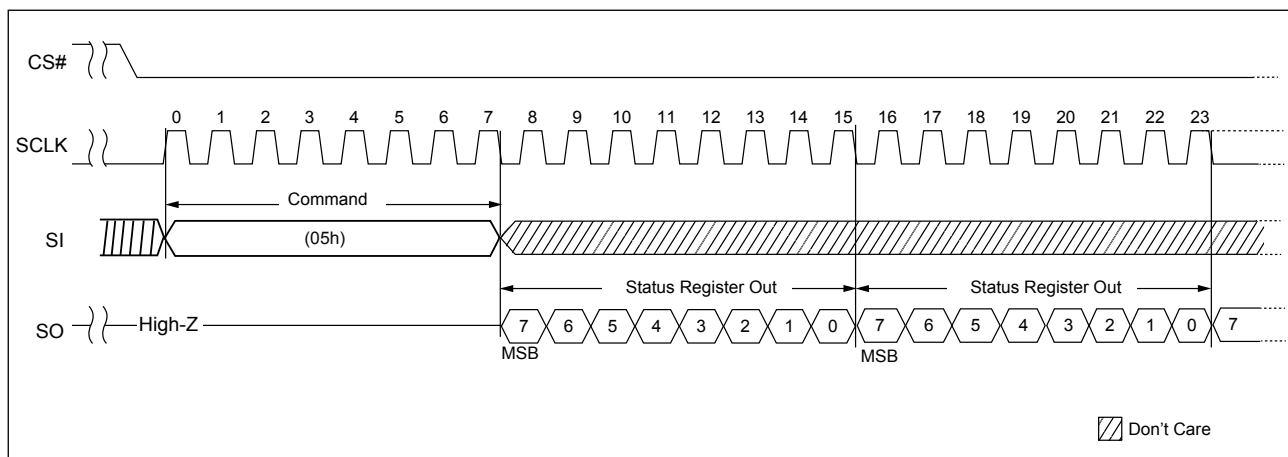 CS#
0 1 2 3 4 5 6 7 8 9 10 11 12 13 14 15 16 17 18 19 20 21 22 23
SCLK
Command
SI (05h)
Status Register Out Status Register Out
SO High-Z 7 6 5 4 3 2 1 0 7 6 5 4 3 2 1 0 7
MSB MSB
Don't Care